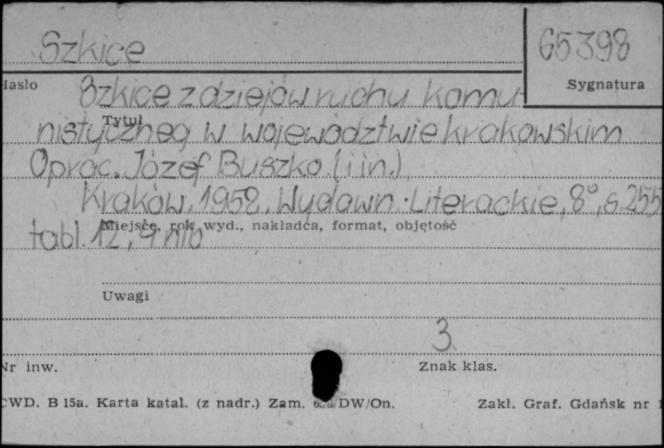 Szkice
65398
Hasło
Sygnatura
Szkice z dziejów ruchu komu-
Tytuł
nistycznego w województwie krakowskim
Oprac. Józef Buszko (i in.)
Kraków, 1958, Wydawn. Literackie, 8°, s. 255
tabl. 12, 4 nlb
Miejsce, rok wyd., nakładca, format, objętość
Uwagi
3
Nr inw.
Znak klas.
CWD. B 15a. Karta katal. (z nadr.) Zam. /DW/On.
Zakł. Graf. Gdańsk nr 1